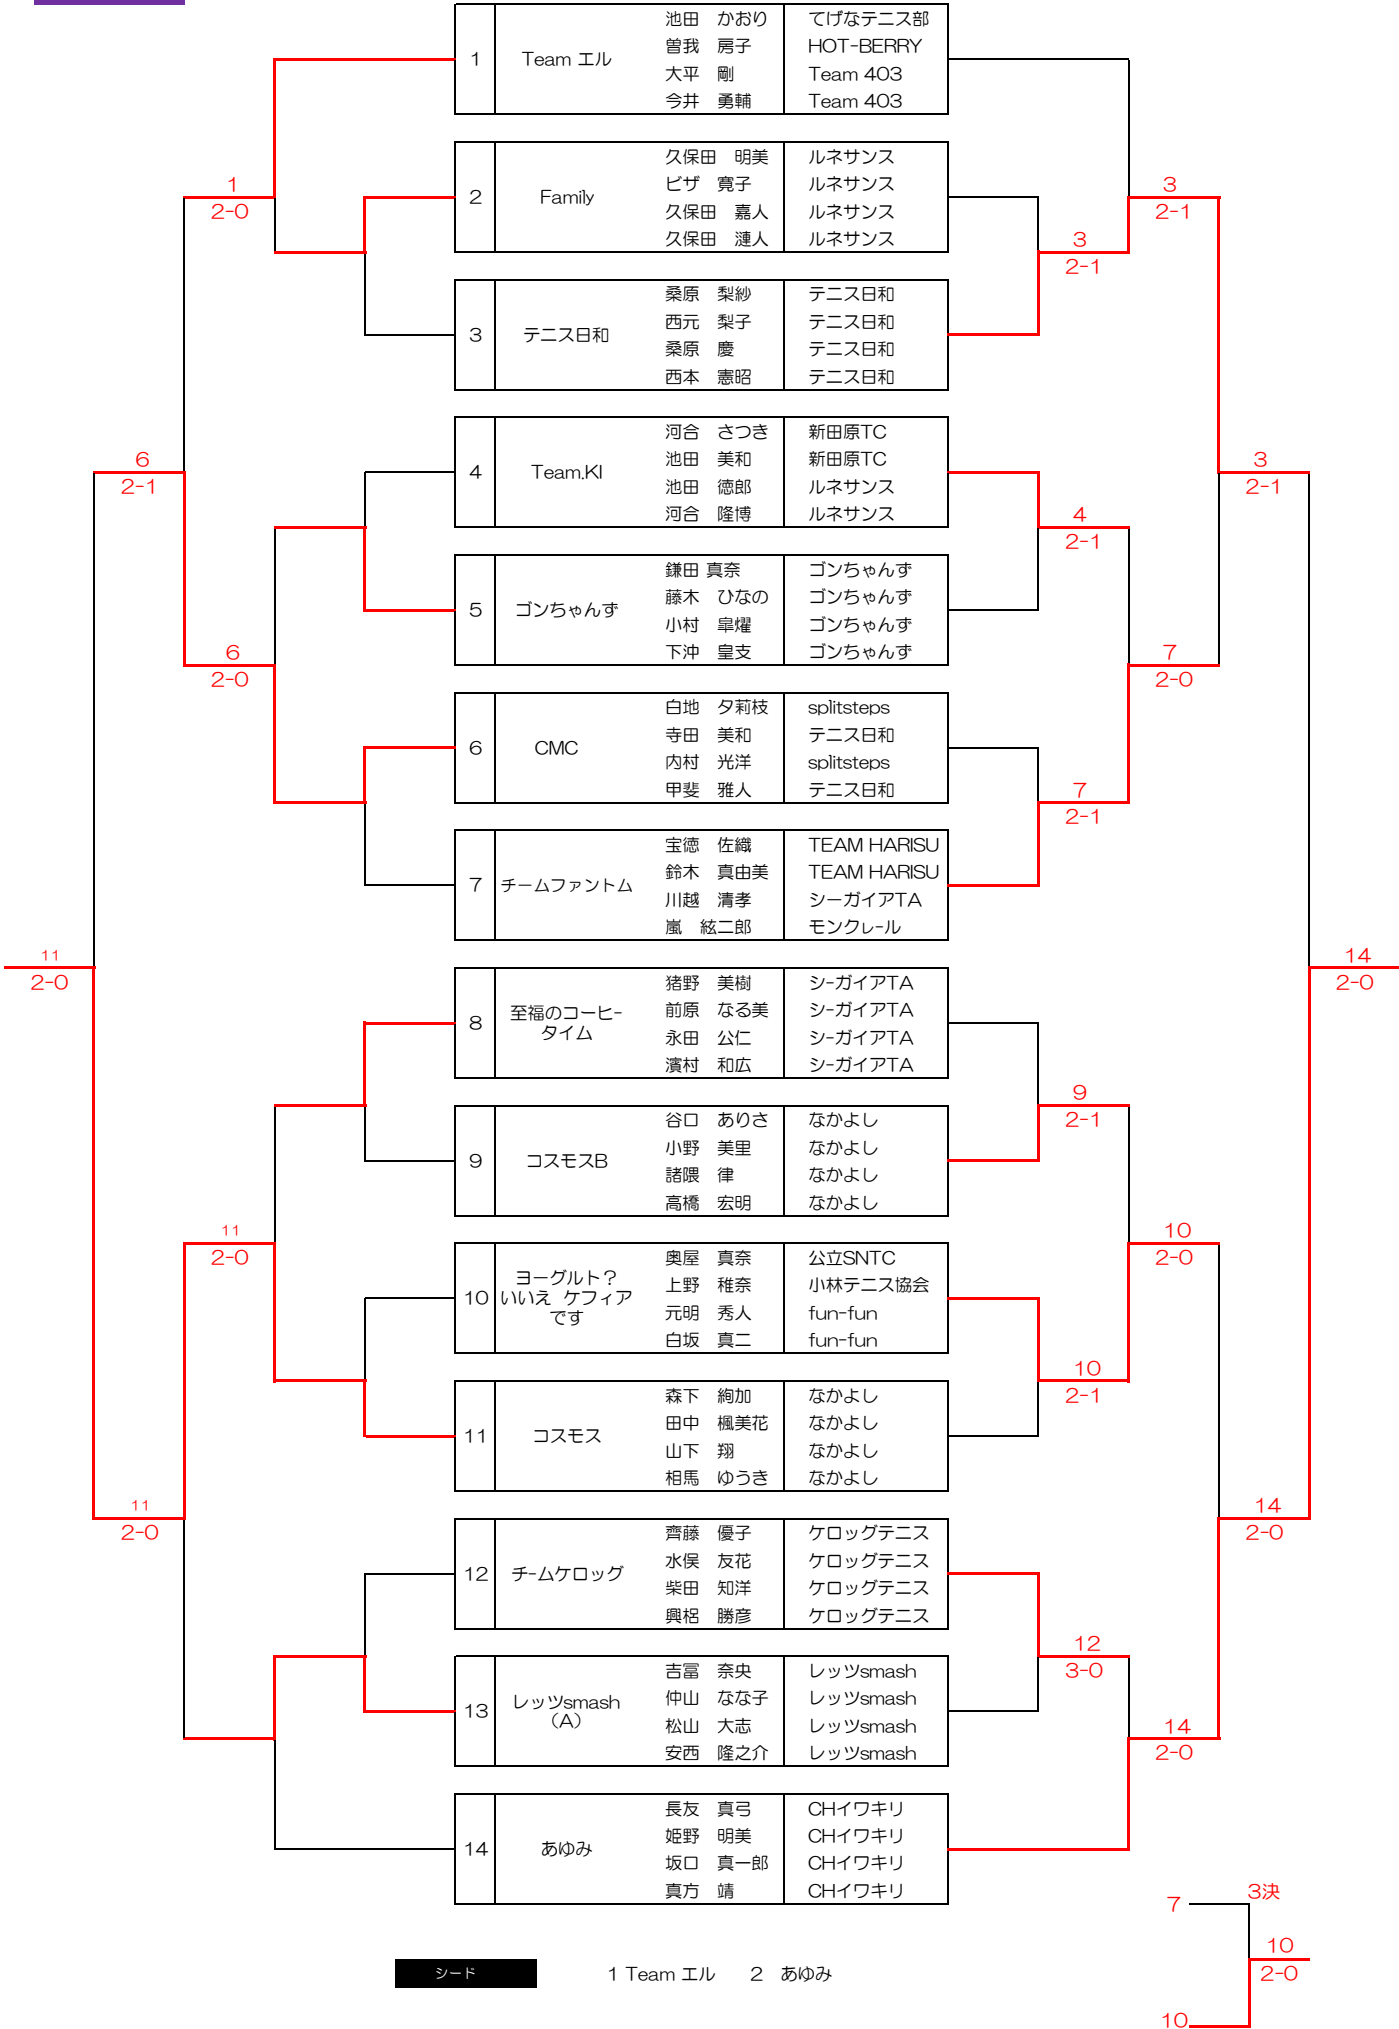 池田 かおり てげなテニス部
曽我 房子 HOT-BERRY
1 Team エル
大平 剛 Team 403
今井 勇輔 Team 403
久保田 明美 ルネサンス
1 3
ビザ 寛子 ルネサンス
2 Family
2-0 2-1
久保田 嘉人 ルネサンス
久保田 漣人 ルネサンス
3
2-1
桑原 梨紗 テニス日和
西元 梨子 テニス日和
3 テニス日和
桑原 慶 テニス日和
西本 憲昭 テニス日和
河合 さつき 新田原TC
6 3
池田 美和 新田原TC
4 Team.KI
2-1 2-1
池田 徳郎 ルネサンス
河合 隆博 ルネサンス
4
2-1
鎌田 真奈 ゴンちゃんず
藤木 ひなの ゴンちゃんず
5 ゴンちゃんず
小村 皐燿 ゴンちゃんず
下沖 皇支 ゴンちゃんず
6 7
2-0 2-0
白地 夕莉枝 splitsteps
寺田 美和 テニス日和
6 CMC
内村 光洋 splitsteps
甲斐 雅人 テニス日和
7
2-1
宝徳 佐織 TEAM HARISU
鈴木 真由美 TEAM HARISU
7 チームファントム
川越 清孝 シーガイアTA
嵐 絃二郎 モンクレール
11 14
2-0 2-0
猪野 美樹 シーガイアTA
前原 なる美 シーガイアTA
8 至福のコーヒー
タイム
永田 公仁 シーガイアTA
濱村 和広 シーガイアTA
9
2-1
谷口 ありさ なかよし
小野 美里 なかよし
9 コスモスB
諸隈 律 なかよし
高橋 宏明 なかよし
11 10
2-0 2-0
奥屋 真奈 公立SNTC
上野 稚奈 小林テニス協会
10 ヨーグルト？
いいえ ケフィア
です
元明 秀人 fun-fun
白坂 真二 fun-fun
10
2-1
森下 絢加 なかよし
田中 楓美花 なかよし
11 コスモス
山下 翔 なかよし
相馬 ゆうき なかよし
11 14
2-0 2-0
齊藤 優子 ケロッグテニス
水俣 友花 ケロッグテニス
12 チームケロッグ
柴田 知洋 ケロッグテニス
興梠 勝彦 ケロッグテニス
12
3-0
吉冨 奈央 レッツsmash
仲山 なな子 レッツsmash
13 レッツsmash
（A）
松山 大志 レッツsmash
安西 隆之介 レッツsmash
14
2-0
長友 真弓 CHイワキリ
姫野 明美 CHイワキリ
14 あゆみ
坂口 真一郎 CHイワキリ
真方 靖 CHイワキリ
3決
7
10
2-0
10
シード 1 Team エル 2 あゆみ